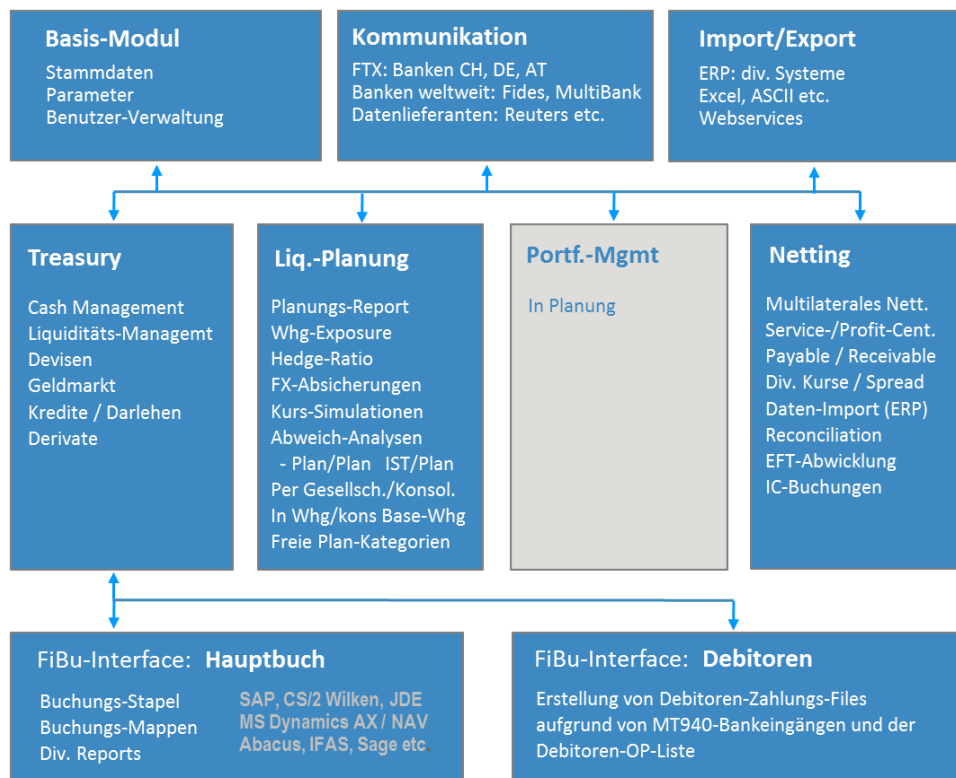 Basis-Modul
Stammdaten
Parameter
Benutzer-Verwaltung
Kommunikation
FTX: Banken CH, DE, AT
Banken weltweit: Fides, MultiBank
Datenlieferanten: Reuters etc.
Import/Export
ERP: div. Systeme
Excel, ASCII etc.
Webservices
Treasury
Cash Management
Liquiditäts-Managemt
Devisen
Geldmarkt
Kredite / Darlehen
Derivate
Liq.-Planung
Planungs-Report
Whg-Exposure
Hedge-Ratio
FX-Absicherungen
Kurs-Simulationen
Abweich-Analysen
- Plan/Plan IST/Plan
Per Gesellsch./Konsol.
In Whg/kons Base-Whg
Freie Plan-Kategorien
Portf.-Mgmt
In Planung
Netting
Multilaterales Nett.
Service-/Profit-Cent.
Payable / Receivable
Div. Kurse / Spread
Daten-Import (ERP)
Reconciliation
EFT-Abwicklung
IC-Buchungen
FiBu-Interface: Hauptbuch
Buchungs-Stapel
Buchungs-Mappen
Div. Reports
SAP, CS/2 Wilken, JDE
MS Dynamics AX / NAV
Abacus, IFAS, Sage etc.
FiBu-Interface: Debitoren
Erstellung von Debitoren-Zahlungs-Files
aufgrund von MT940-Bankeingängen und der
Debitoren-OP-Liste